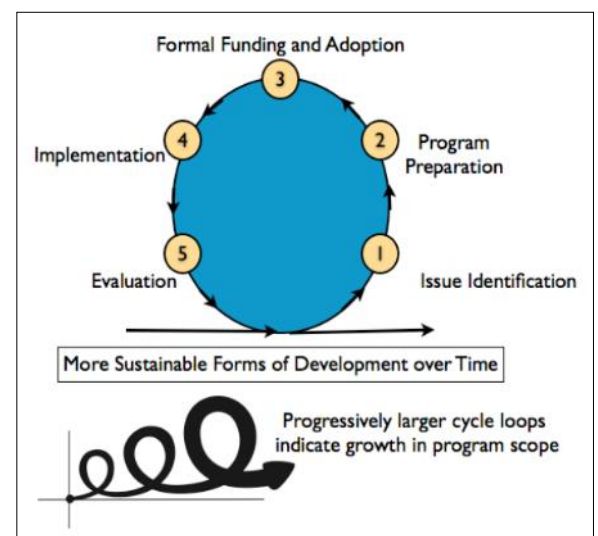 Formal Funding and Adoption
3
4
2
Implementation
Program
Preparation
5
1
Evaluation
Issue Identification
More Sustainable Forms of Development over Time
Progressively larger cycle loops
indicate growth in program scope